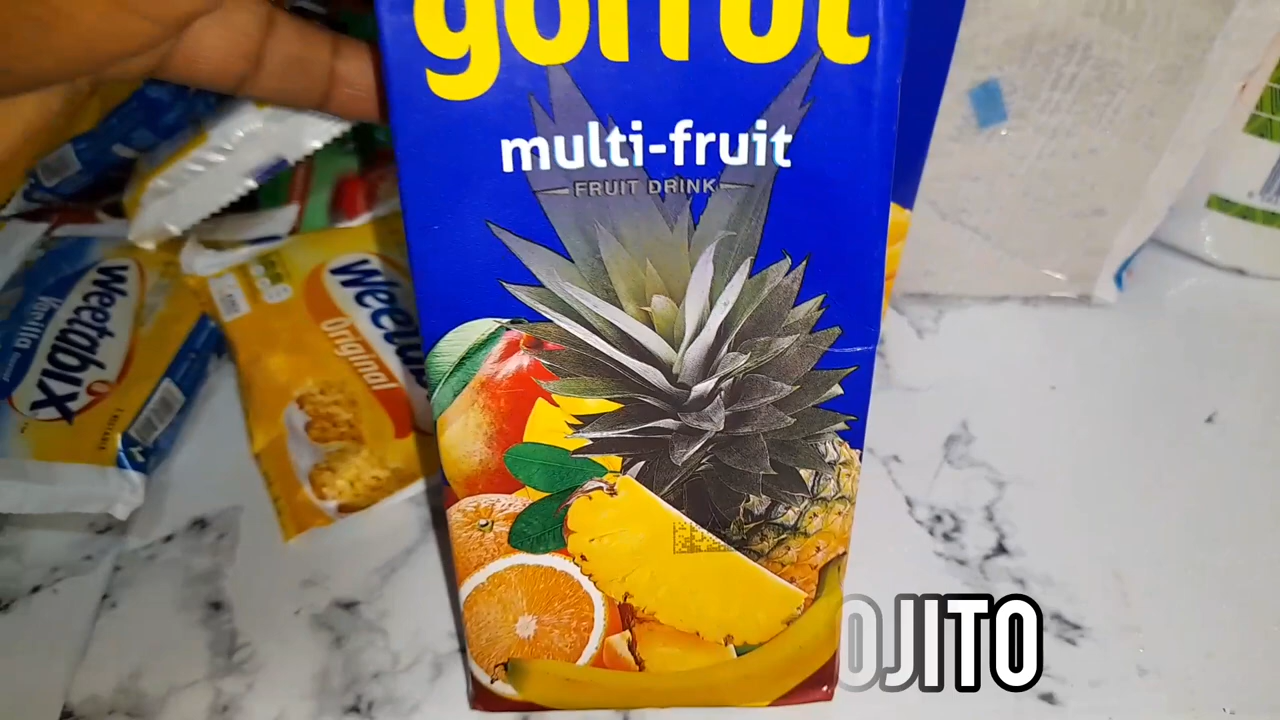 multi-fruit
FRUIT DRINK
Weetabix
Vanilla
Original
OJITO